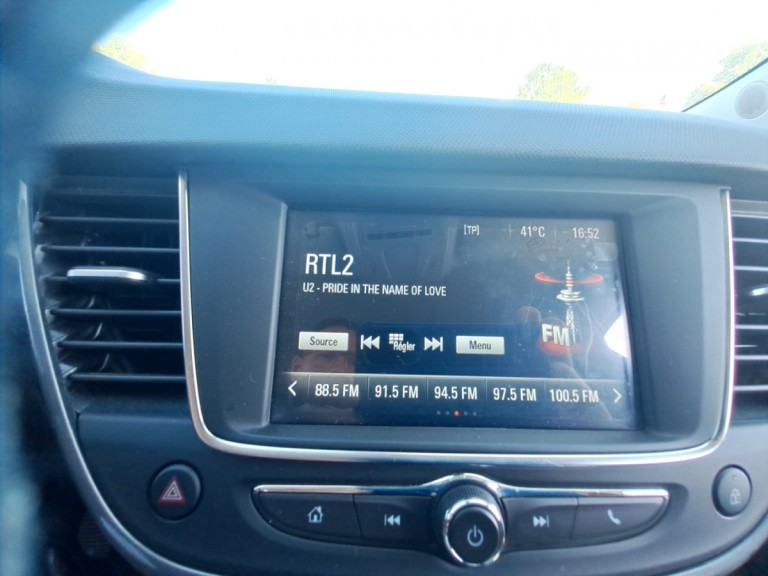 [TP] 41°C 16:52
RTL2
U2 - PRIDE IN THE NAME OF LOVE
FM
Source Régler Menu
88.5 FM 91.5 FM 94.5 FM 97.5 FM 100.5 FM